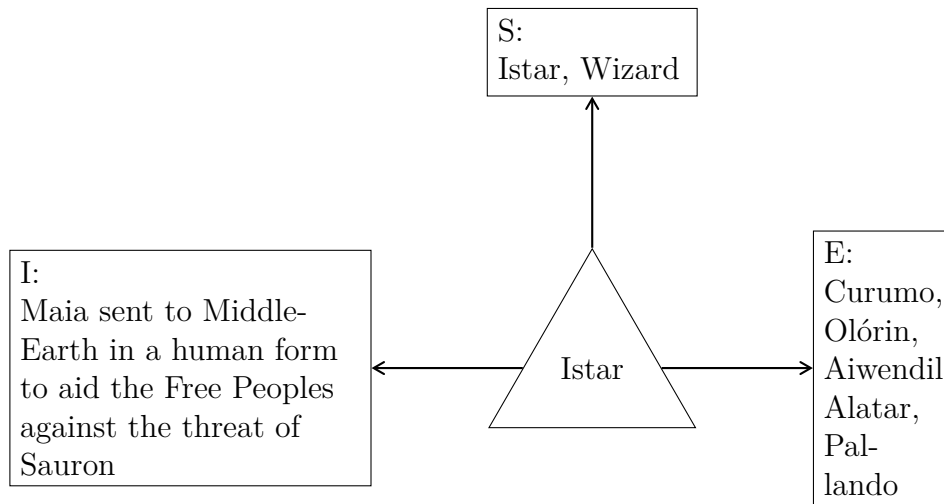 S:
Istar, Wizard
I:
Maia sent to Middle-
Earth in a human form
to aid the Free Peoples
against the threat of
Sauron
Istar
E:
Curumo,
Olórin,
Aiwendil
Alatar,
Pal-
lando